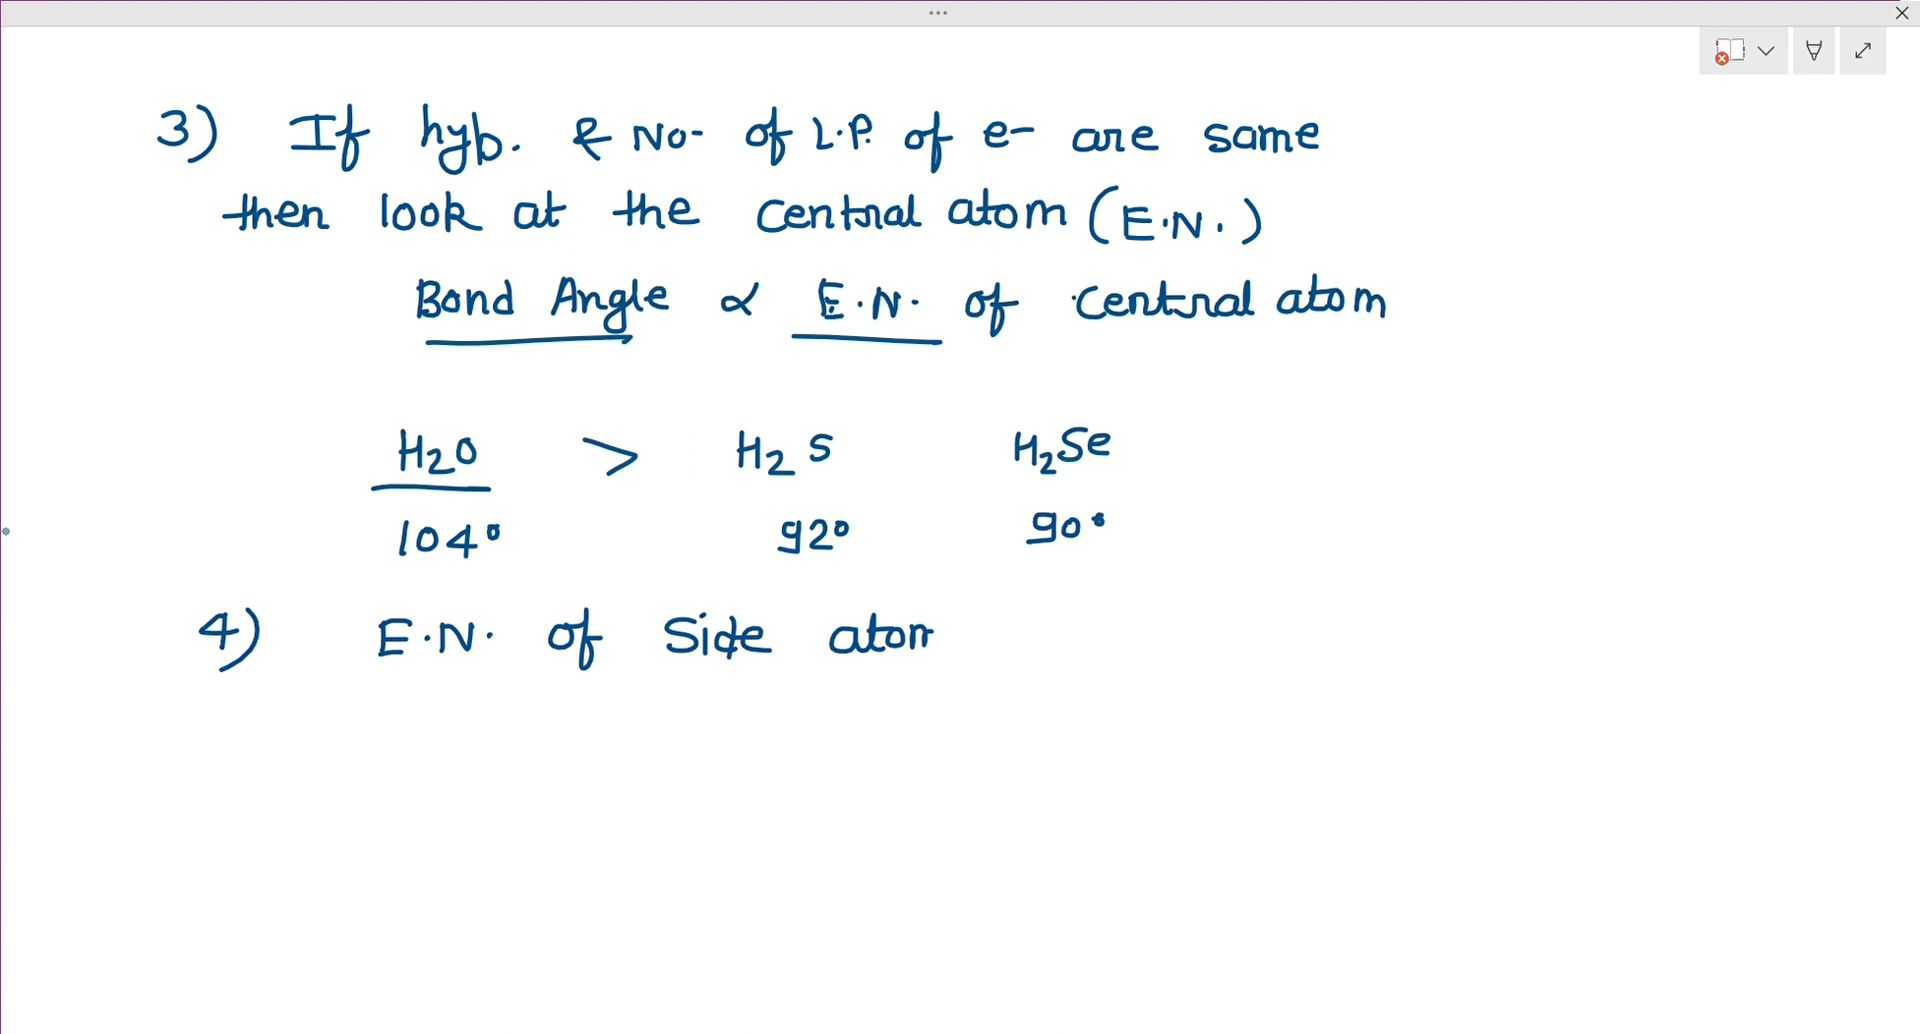 3) If hyb. & No- of L.P. of e- are same
then look at the central atom (E.N.)
Bond Angle ∝ E.N. of central atom
H2O > H2S H2Se
104° 92° 90°
4) E.N. of Side atom